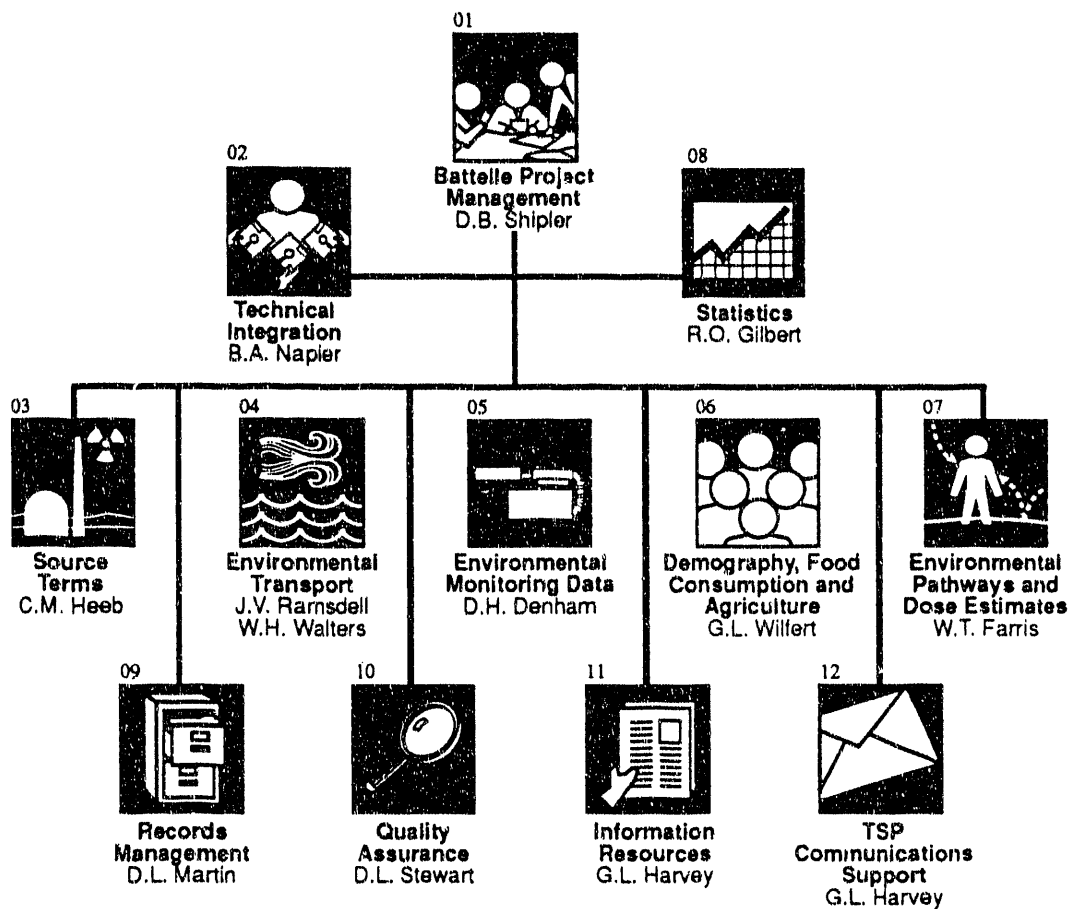 01
Battelle Project
Management
D.B. Shipler
02
Technical
Integration
B.A. Napier
08
Statistics
R.O. Gilbert
03
Source
Terms
C.M. Heeb
04
Environmental
Transport
J.V. Ramsdell
W.H. Walters
05
Environmental
Monitoring Data
D.H. Denham
06
Demography, Food
Consumption and
Agriculture
G.L. Wilfert
07
Environmental
Pathways and
Dose Estimates
W.T. Farris
09
Records
Management
D.L. Martin
10
Quality
Assurance
D.L. Stewart
11
Information
Resources
G.L. Harvey
12
TSP
Communications
Support
G.L. Harvey